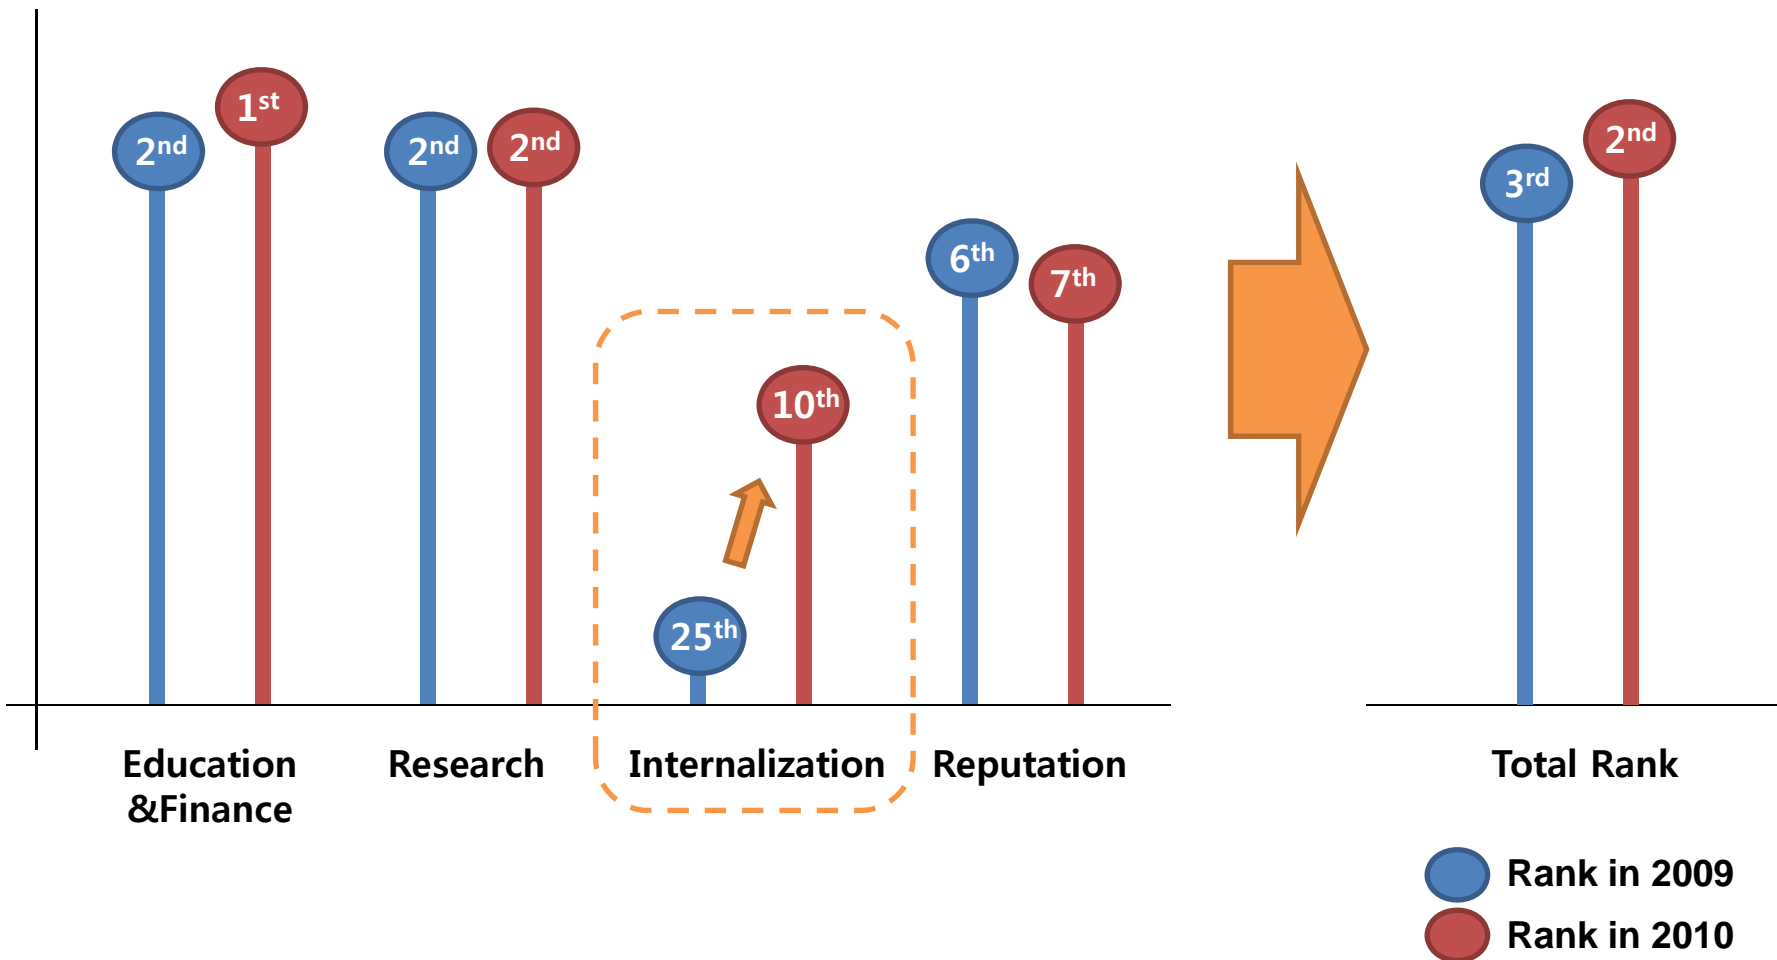 2nd
1st
2nd
2nd
25th
10th
6th
7th
3rd
2nd
Education
&Finance
Research
Internalization
Reputation
Total Rank
Rank in 2009
Rank in 2010